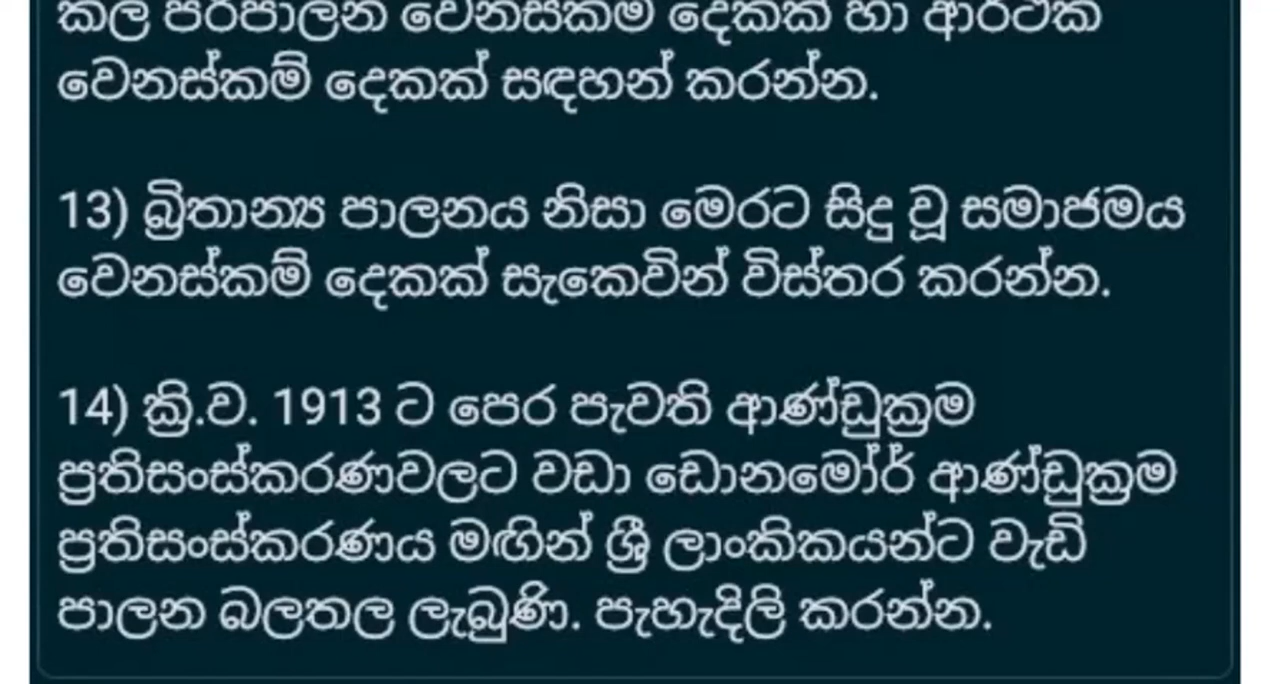 කල පරිපාලන වෙනස්කම් දෙකක් හා ආර්ථික
වෙනස්කම් දෙකක් සඳහන් කරන්න.
13) බ්‍රිතාන්‍ය පාලනය නිසා මෙරට සිදු වූ සමාජමය
වෙනස්කම් දෙකක් සැකෙවින් විස්තර කරන්න.
14) ක්‍රි.ව. 1913 ට පෙර පැවති ආණ්ඩුක්‍රම
ප්‍රතිසංස්කරණවලට වඩා ඩොනමෝර් ආණ්ඩුක්‍රම
ප්‍රතිසංස්කරණය මඟින් ශ්‍රී ලාංකිකයන්ට වැඩි
පාලන බලතල ලැබුණි. පැහැදිලි කරන්න.